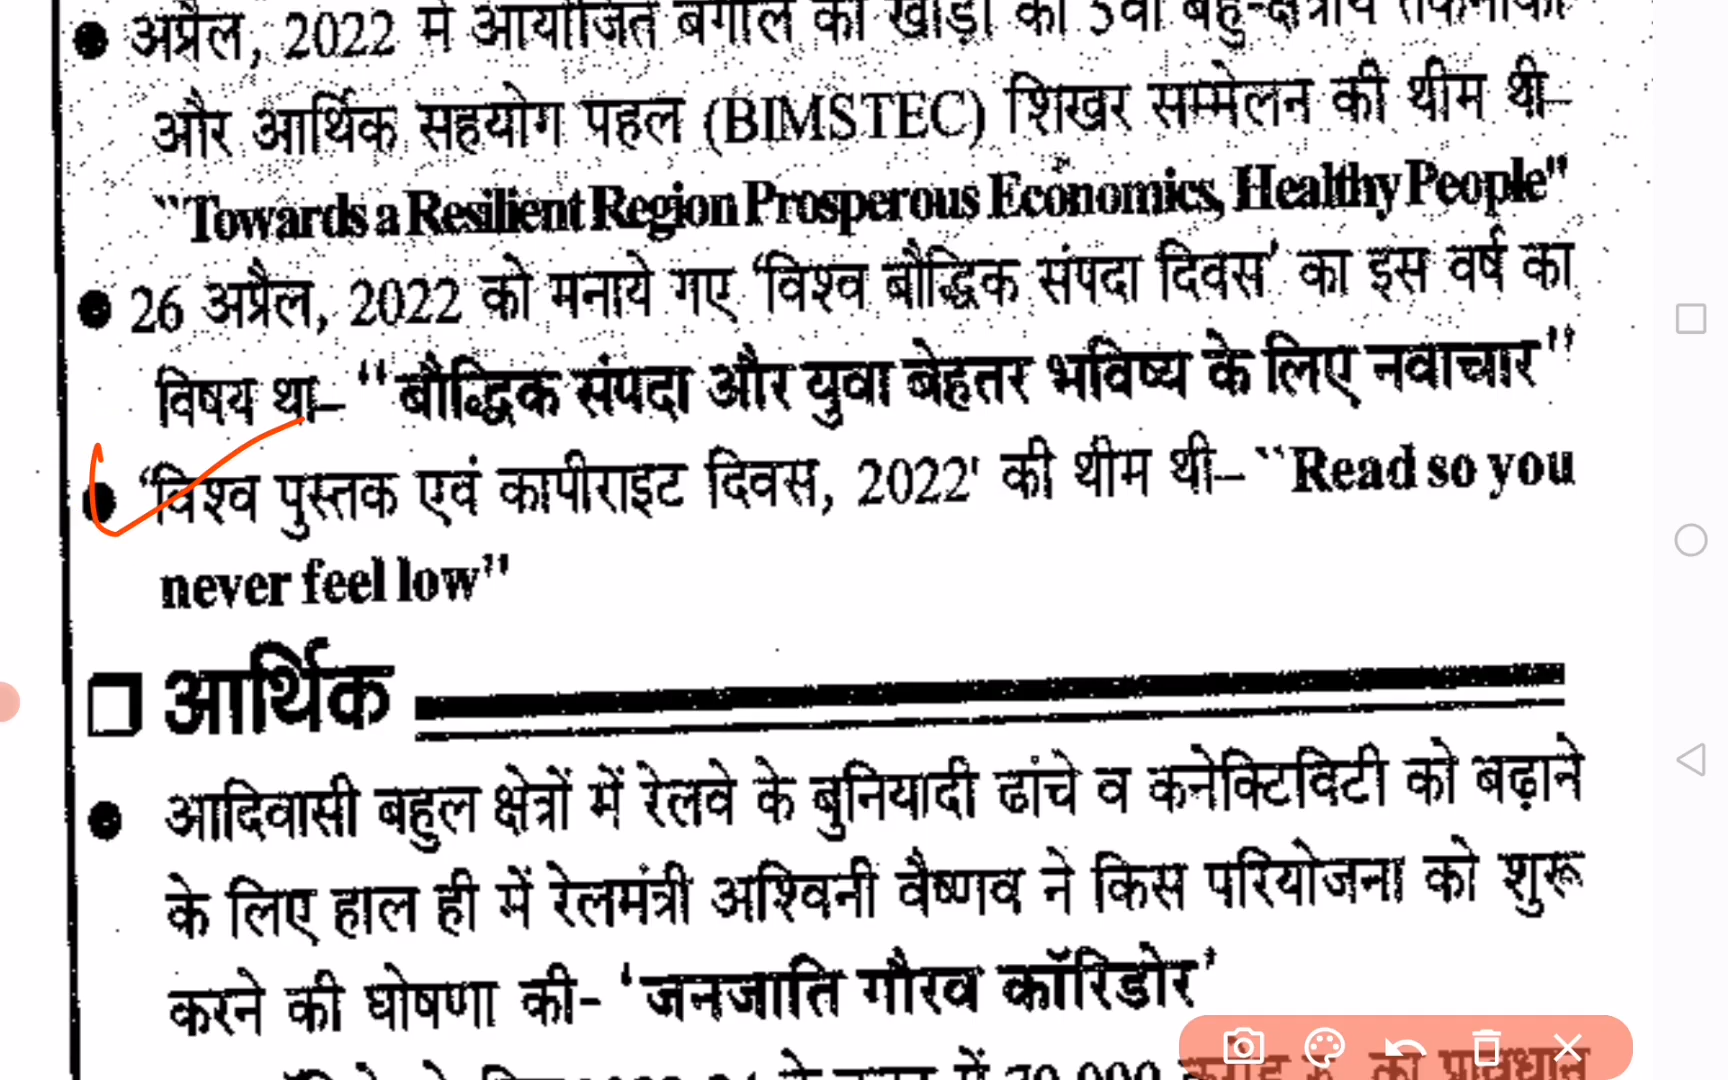 अप्रैल, 2022 में आयोजित बंगाल की खाड़ी की 5वीं बहु-क्षेत्रीय तकनीकी
और आर्थिक सहयोग पहल (BIMSTEC) शिखर सम्मेलन की थीम थी–
``Towards a Resilient Region Prosperous Economics, Healthy People"
26 अप्रैल, 2022 को मनाये गए ‘विश्व बौद्धिक संपदा दिवस’ का इस वर्ष का
विषय था– ‘‘बौद्धिक संपदा और युवा बेहतर भविष्य के लिए नवाचार’’
‘विश्व पुस्तक एवं कापीराइट दिवस, 2022' की थीम थी– ``Read so you
never feel low’’
आर्थिक
आदिवासी बहुल क्षेत्रों में रेलवे के बुनियादी ढांचे व कनेक्टिविटी को बढ़ाने
के लिए हाल ही में रेलमंत्री अश्विनी वैष्णव ने किस परियोजना को शुरू
करने की घोषणा की- ‘जनजाति गौरव कॉरिडोर’